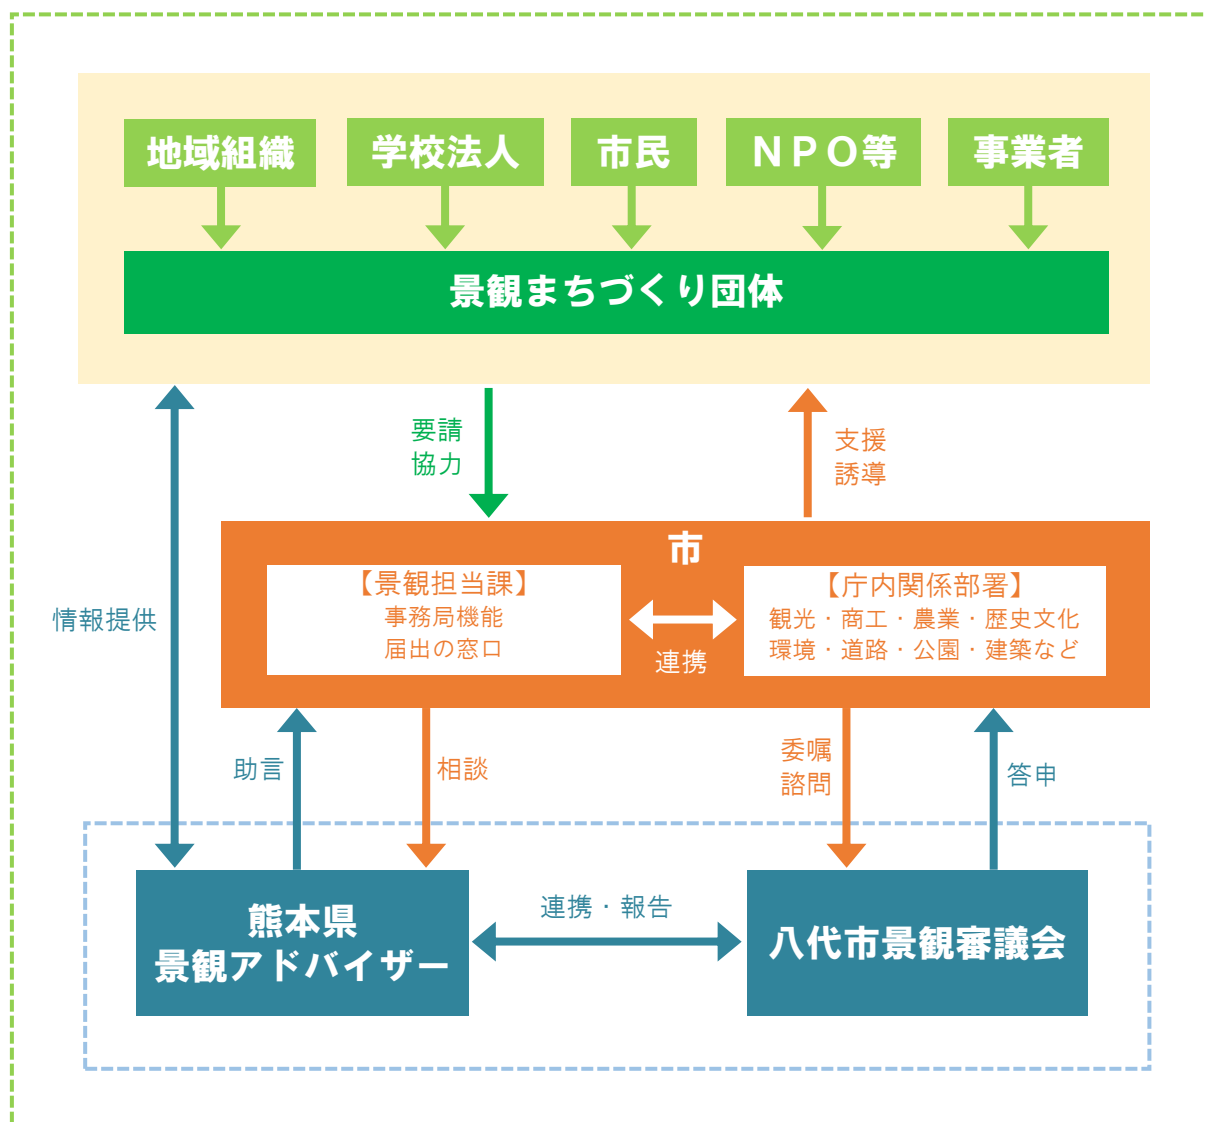 地域組織
学校法人
市民
ＮＰＯ等
事業者
景観まちづくり団体
要請
協力
支援
誘導
市
【景観担当課】
事務局機能
届出の窓口
連携
【庁内関係部署】
観光・商工・農業・歴史文化
環境・道路・公園・建築など
情報提供
助言
相談
委嘱
諮問
答申
熊本県
景観アドバイザー
連携・報告
八代市景観審議会